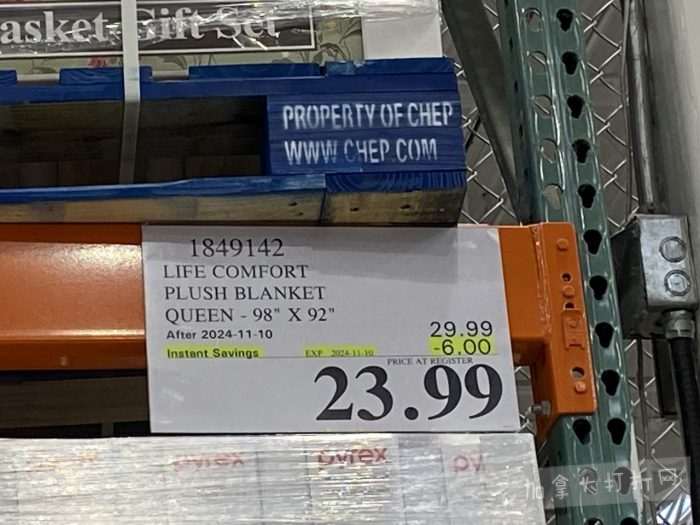 asket Gift Set
PROPERTY OF CHEP
WWW.CHEP.COM
1849142
LIFE COMFORT
PLUSH BLANKET
QUEEN - 98" X 92"
After 2024-11-10 29.99
Instant Savings EXP 2024-11-10 -6.00
PRICE AT REGISTER
23.99
pyrex pyrex py
加拿大打折网